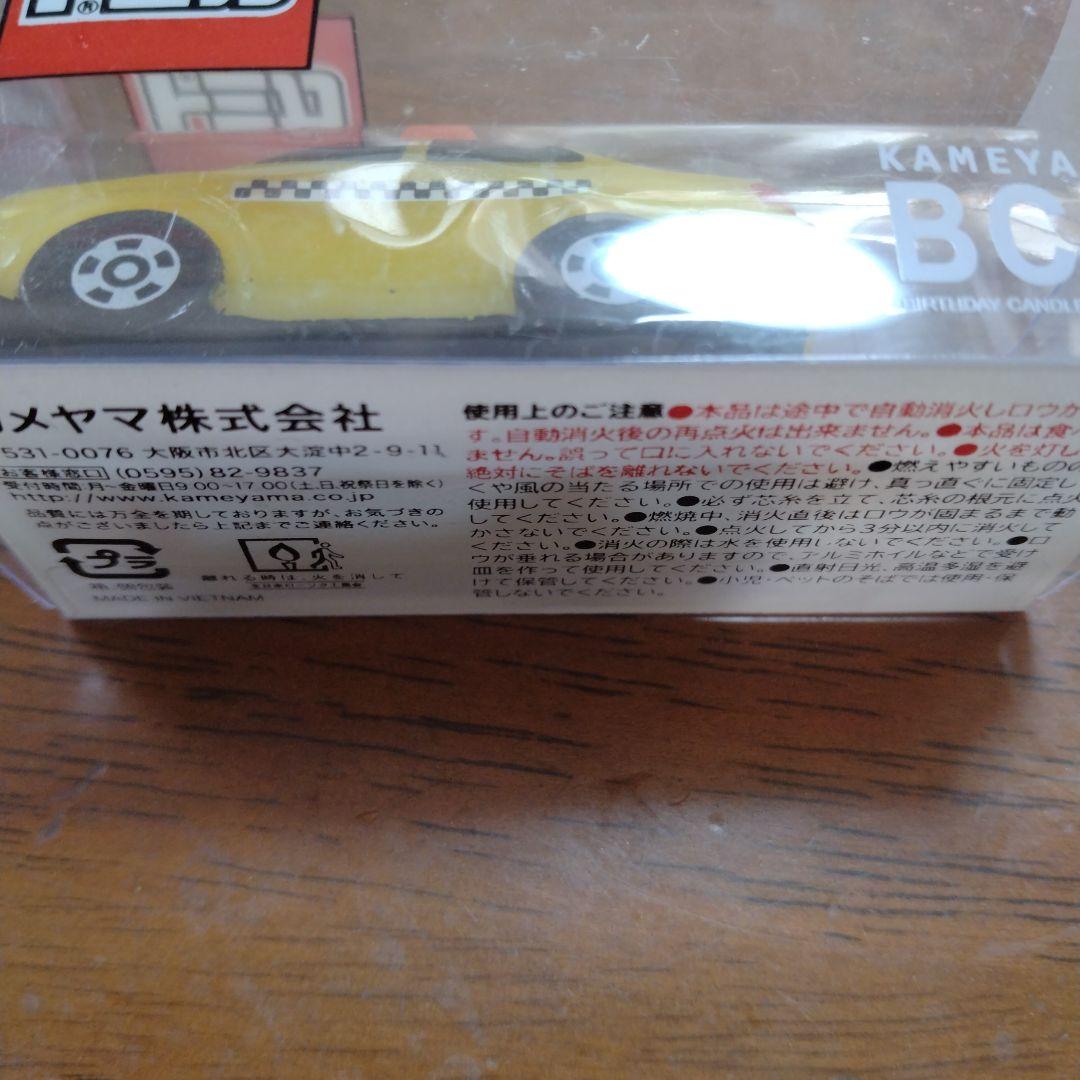 トミカ
®
KAMEYA
BC
BIRTHDAY CANDLE
カメヤマ株式会社
531-0076 大阪市北区大淀中2-9-11
お客様窓口 (0595)82-9837
受付時間 月~金曜日9:00~17:00(土,日,祝祭日を除く)
http://www.kameyama.co.jp
品質には万全を期しておりますが、お気づきの
点がございましたら上記までご連絡ください。
プラ
離れる時は、火を消して
MADE IN VIETNAM
使用上のご注意●本品は途中で自動消火しロウが
す。自動消火後の再点火は出来ません。●本品は食べ
ません。誤って口に入れないでください。●火を灯し
絶対にそばを離れないでください。●燃えやすいものの
くや風の当たる場所での使用は避け、真っ直ぐに固定し
使用してください。●必ず芯糸を立て、芯糸の根元に点火
してください。●燃焼中、消火直後はロウが固まるまで動
かさないでください。●点火してから3分以内に消火して
ください。●消火の際は水を使用しないでください。●ロ
ウが垂れる場合がありますので、アルミホイルなどで受け
皿を作って使用してください。●直射日光、高温多湿を避
けて保管してください。●小児・ペットのそばでは使用・保
管しないでください。